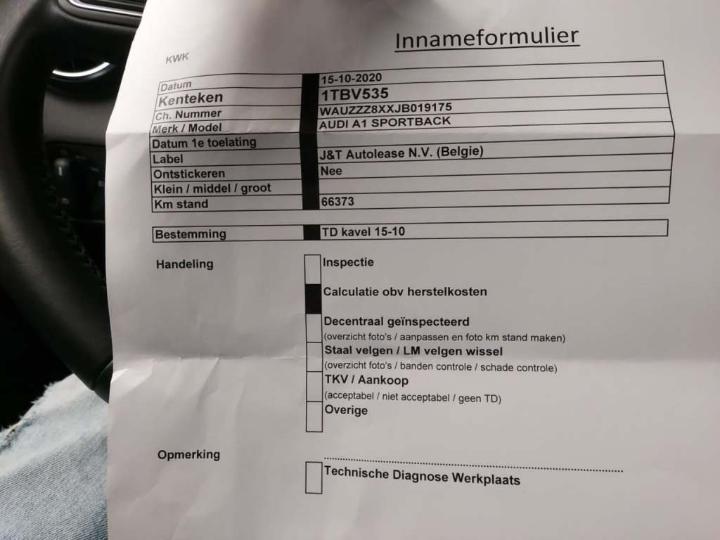 Innameformulier
KWK
Datum 15-10-2020
Kenteken 1TBV535
Ch. Nummer WAUZZZ8XXJB019175
Merk / Model AUDI A1 SPORTBACK
Datum 1e toelating
Label J&T Autolease N.V. (Belgie)
Ontstickeren Nee
Klein / middel / groot
Km stand 66373
Bestemming TD kavel 15-10
Handeling Inspectie
Calculatie obv herstelkosten
Decentraal geïnspecteerd
(overzicht foto's / aanpassen en foto km stand maken)
Staal velgen / LM velgen wissel
(overzicht foto's / banden controle / schade controle)
TKV / Aankoop
(acceptabel / niet acceptabel / geen TD)
Overige
Opmerking
Technische Diagnose Werkplaats